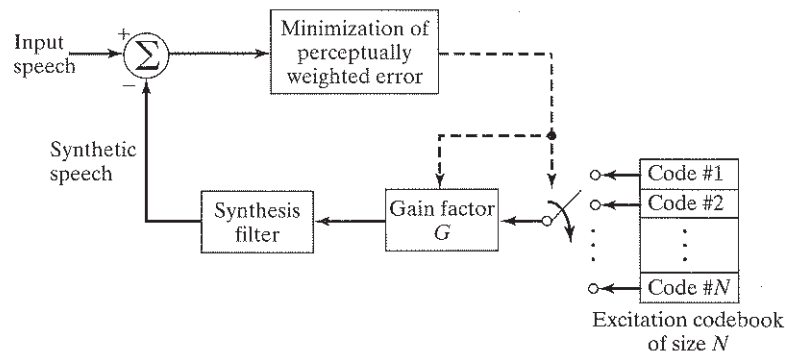 Input
speech
+
Σ
−
Minimization of
perceptually
weighted error
Synthetic
speech
Synthesis
filter
Gain factor
G
Code #1
Code #2
Code #N
Excitation codebook
of size N